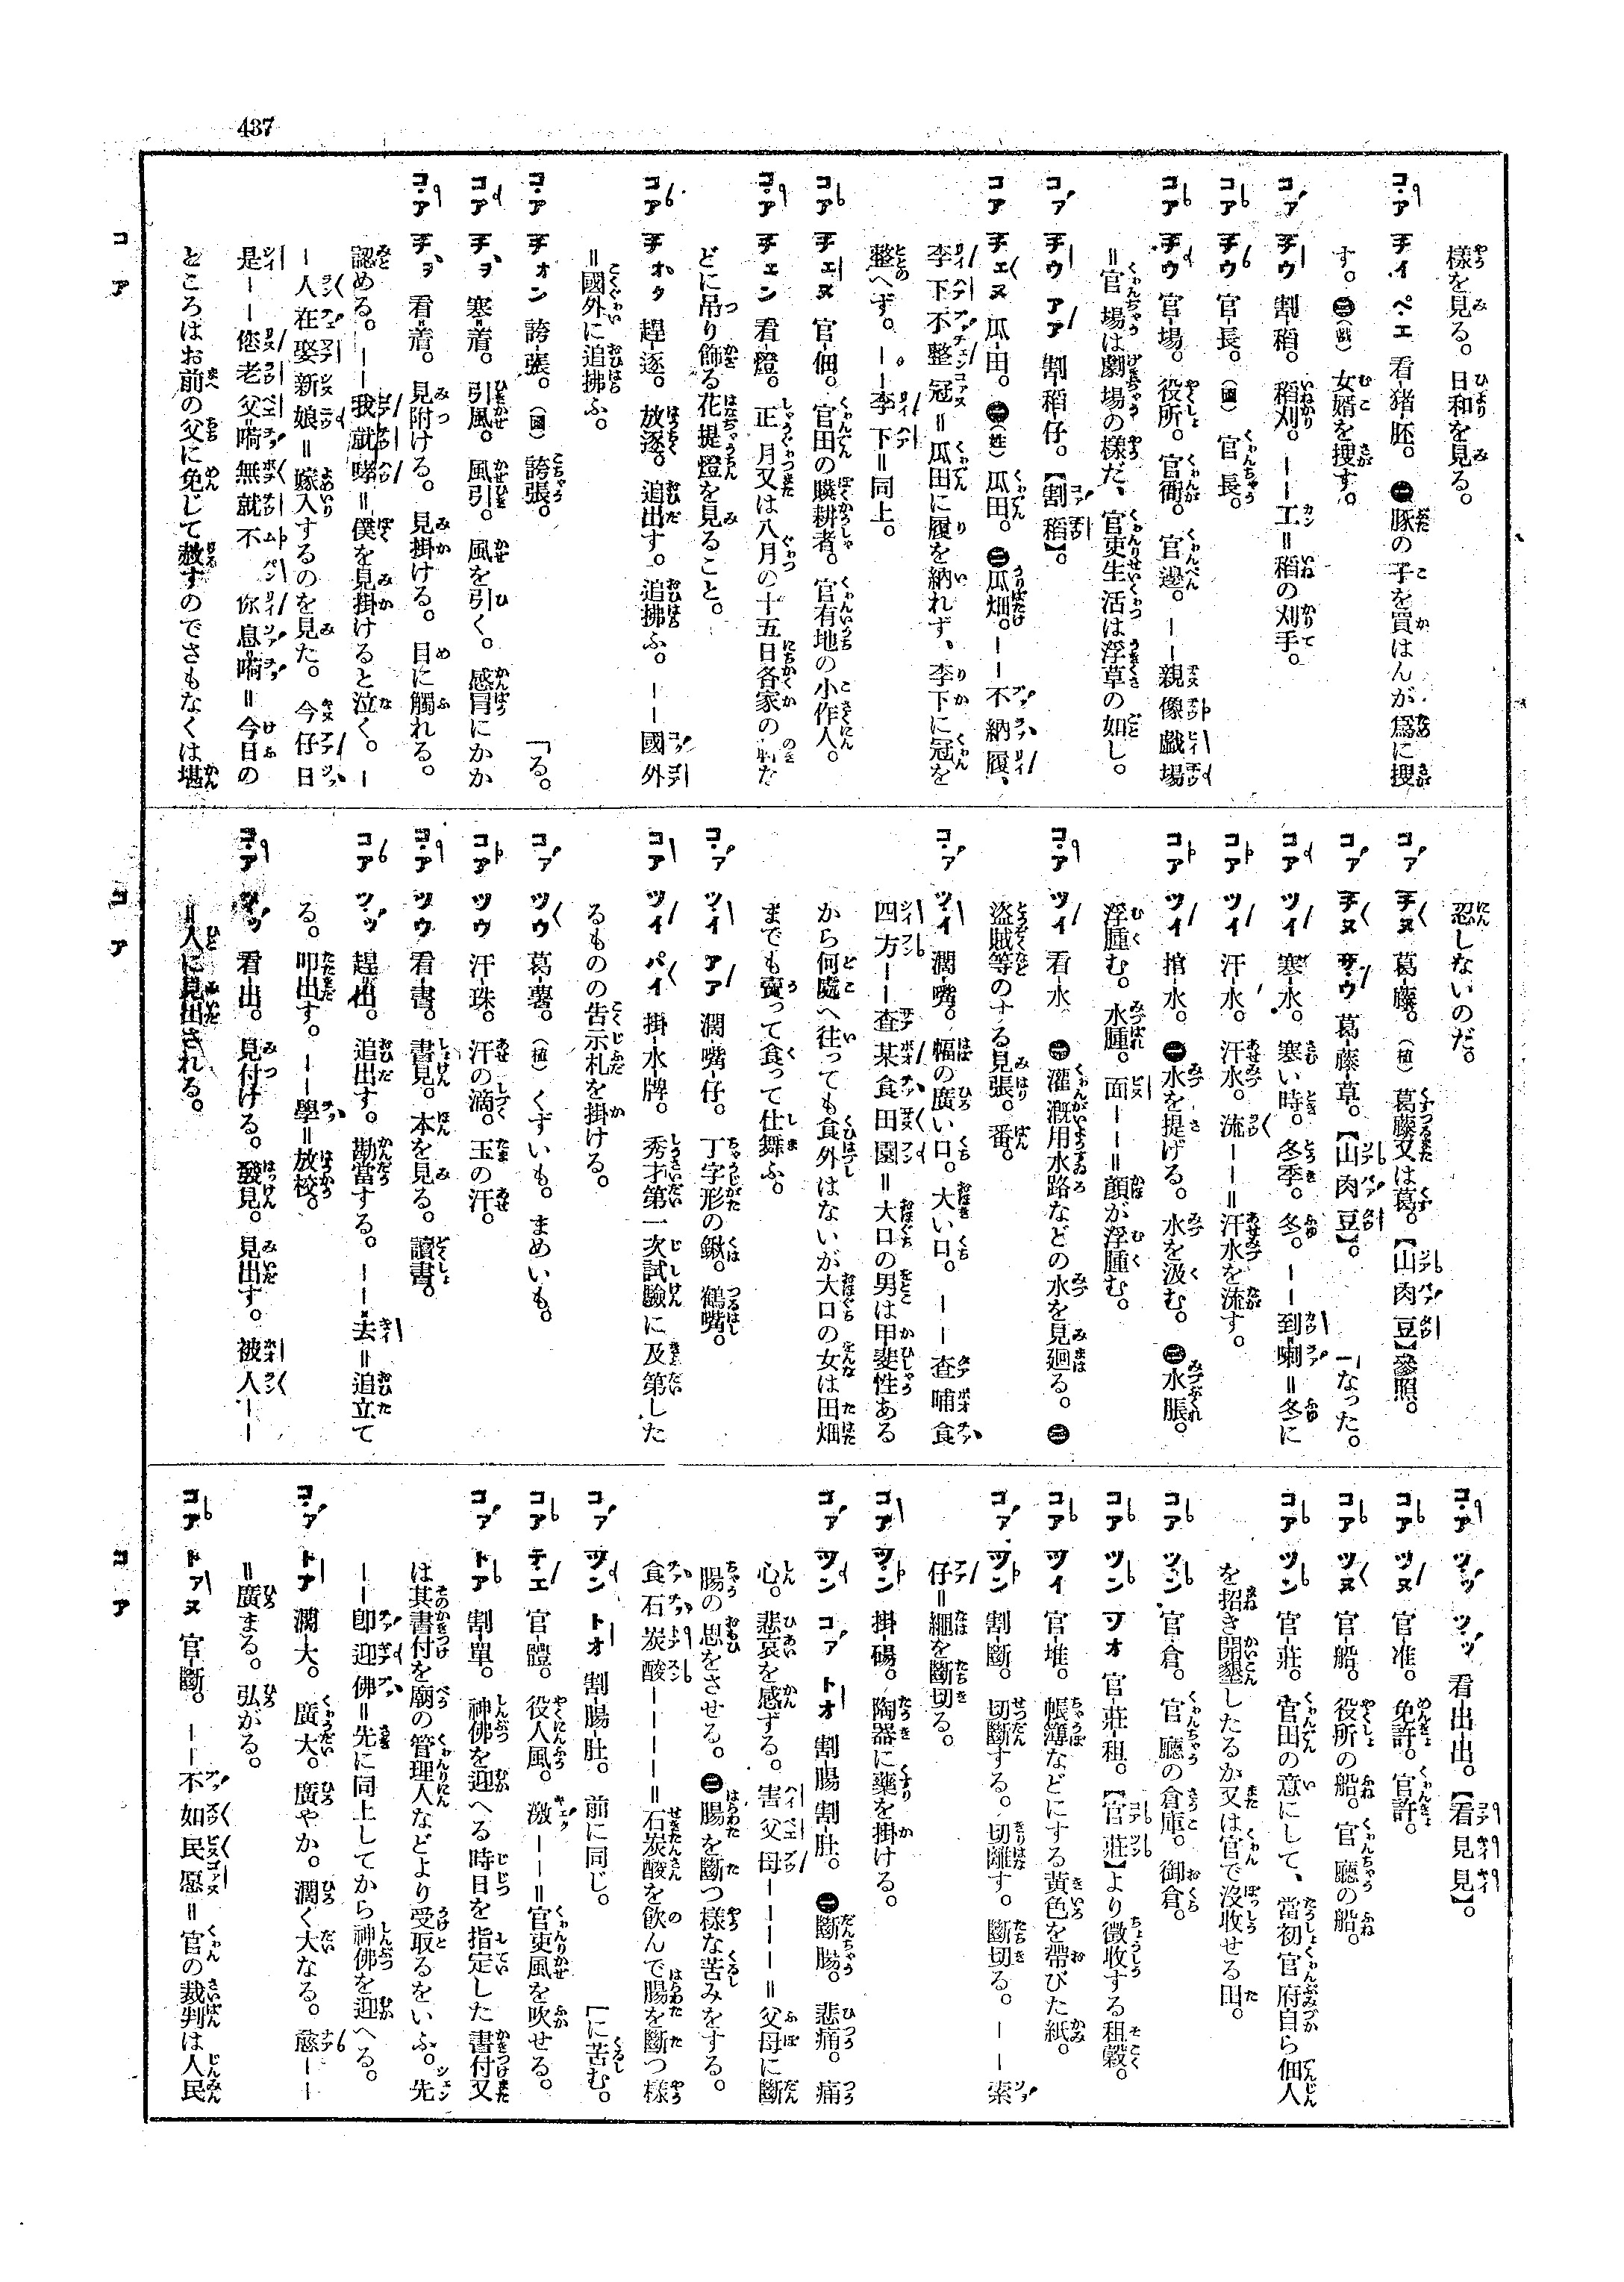 437
樣を見る。日和を見る。
コ・ア チイ ペエ 看-猪-胚。㊀豚の子を買はんが爲に搜
す。㊁(戲)女婿を搜す。
コア チウ 割-稻。稻刈。——工=稻の刈手。
コア チウ 官-長。(國)官長。
コア チウ 官-場。役所。官衙。官邊。——親像戲場
=官場は劇場の樣だ、官吏生活は浮草の如し。
コア チウ アア 割-稻-仔。【割稻】。
コア チェヌ 瓜-田。㊀(姓)瓜田。㊁瓜畑。——不納履、
李下不整冠=瓜田に履を納れず、李下に冠を
整へず。——李下=同上。
コア チェヌ 官-佃。官田の贌耕者。官有地の小作人。
コ・ア チェン 看-燈。正月又は八月の十五日各家の軒な
どに吊り飾る花提燈を見ること。
コア チオク 趕-逐。放逐。追出す。追拂ふ。——國外
=國外に追拂ふ。
コ・ア チオン 誇-張。(國)誇張。 「る。
コア チヲ 寒-着。引風。風引。風を引く。感冒にかか
コ・ア チヲ 看-着。見附ける。見掛ける。目に觸れる。
認める。——我就哮=僕を見掛けると泣く。—
—人在娶新娘=嫁入するのを見た。今仔日
是——您老父-嗬無就不 你息-嗬=今日の
ところはお前の父に免じて赦すのでさもなくは堪
忍しないのだ。
コア チヌ 葛-藤。(植)葛藤又は葛。【山肉豆】參照。
コア チヌ サウ 葛-藤-草。【山肉豆】。 「なった。
コア ツイ 寒-水。寒い時。冬季。冬。——到-喇=冬に
コア ツイ 汗-水。汗水。流——=汗水を流す。
コア ツイ 捾-水。㊀水を提げる。水を汲む。㊁水脹。
浮腫む。水腫。面——=顏が浮腫む。
コ・ア ツイ 看-水 ㊀灌漑用水路などの水を見廻る。㊁
盜賊等のする見張。番。
コ・ア ツ・イ 濶-嘴。幅の廣い口。大い口。——查晡食
四方——查某食田園=大口の男は甲斐性ある
から何處へ往っても食外はないが大口の女は田畑
までも賣って食って仕舞ふ。
コ・ア ツ・イ アア 濶-嘴-仔。丁字形の鍬。鶴嘴。
コア ツイ パイ 掛-水-牌。秀才第一次試驗に及第した
るものの告示札を掛ける。
コア ツウ 葛-薯。(植)くずいも。まめいも。
コア ツウ 汗-珠。汗の滴。玉の汗。
コ・ア ツウ 看-書。書見。本を見る。讀書。
コア ツ・ッ 趕-出。追出す。勘當する。——去=追立て
る。叩出す。——學=放校。
コ・ア ツ・ッ 看-出。見付ける。發見。見出す。被人——
=人に見出される。
コ・ア ツ・ッ ツ・ッ 看-出-出。【看見見】。
コア ツヌ 官-准。免許。官許。
コア ツヌ 官-船。役所の船。官廳の船。
コア ツン 官-莊。官田の意にして、當初官府自ら佃人
を招き開墾したるか又は官で沒收せる田。
コア ツ・ン 官-倉。官廳の倉庫。御倉。
コア ツン ヲオ 官-莊-租。【官莊】より徵收する租穀。
コア ツイ 官-堆。帳簿などにする黃色を帶びた紙。
コ・ア ツン 割-斷。切斷する。切離す。斷切る。——索
仔=繩を斷切る。
コア ツ・ン 掛-碭。陶器に藥を掛ける。
コ・ア ツン コア トオ 割-腸割-肚。㊀斷腸。悲痛。痛
心。悲哀を感ずる。害父母————=父母に斷
腸の思をさせる。㊁腸を斷つ樣な苦みをする。
食石炭酸————=石炭酸を飲んで腸を斷つ樣
コア ツ・ン トオ 割-腸-肚。前に同じ。 「に苦む。
コア テエ 官-體。役人風。激——=官吏風を吹せる。
コア トア 割-單。神佛を迎へる時日を指定した書付又
は其書付を廟の管理人などより受取るをいふ。先
——卽迎佛=先に同上してから神佛を迎へる。
コ・ア トア 濶-大。廣大。廣やか。濶く大なる。——
=廣まる。弘がる。
コア トアヌ 官-斷。——不如民愿=官の裁判は人民
コ ア
コ ア
コ ア